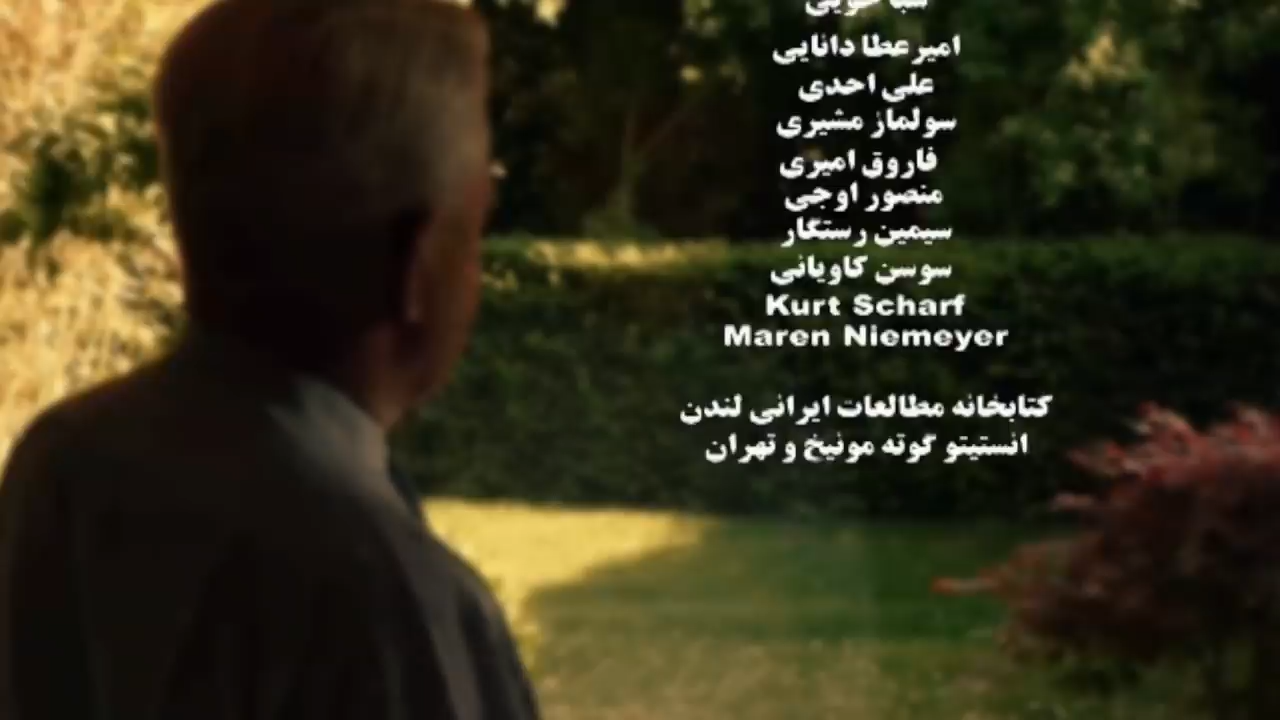 امیرعطا دانایی
علی احدی
سولماز مشیری
فاروق امیری
منصور اوجی
سیمین رستگار
سوسن کاویانی
Kurt Scharf
Maren Niemeyer
کتابخانه مطالعات ایرانی لندن
انستیتو گوته مونیخ و تهران